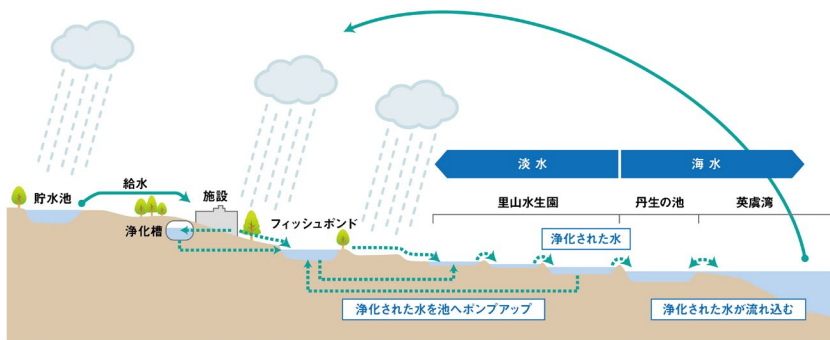 淡水
海水
貯水池
給水
施設
里山水生園
丹生の池
英虞湾
浄化槽
フィッシュポンド
浄化された水
浄化された水を池へポンプアップ
浄化された水が流れ込む